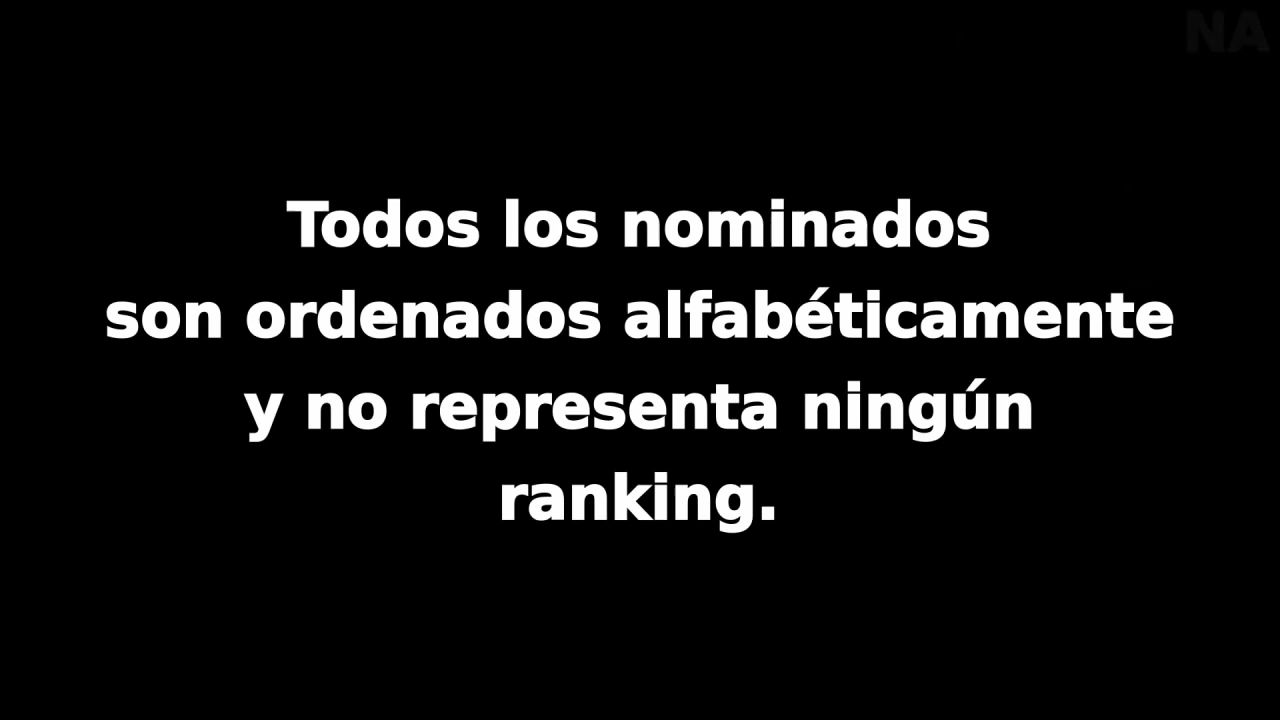 NA
Todos los nominados
son ordenados alfabéticamente
y no representa ningún
ranking.